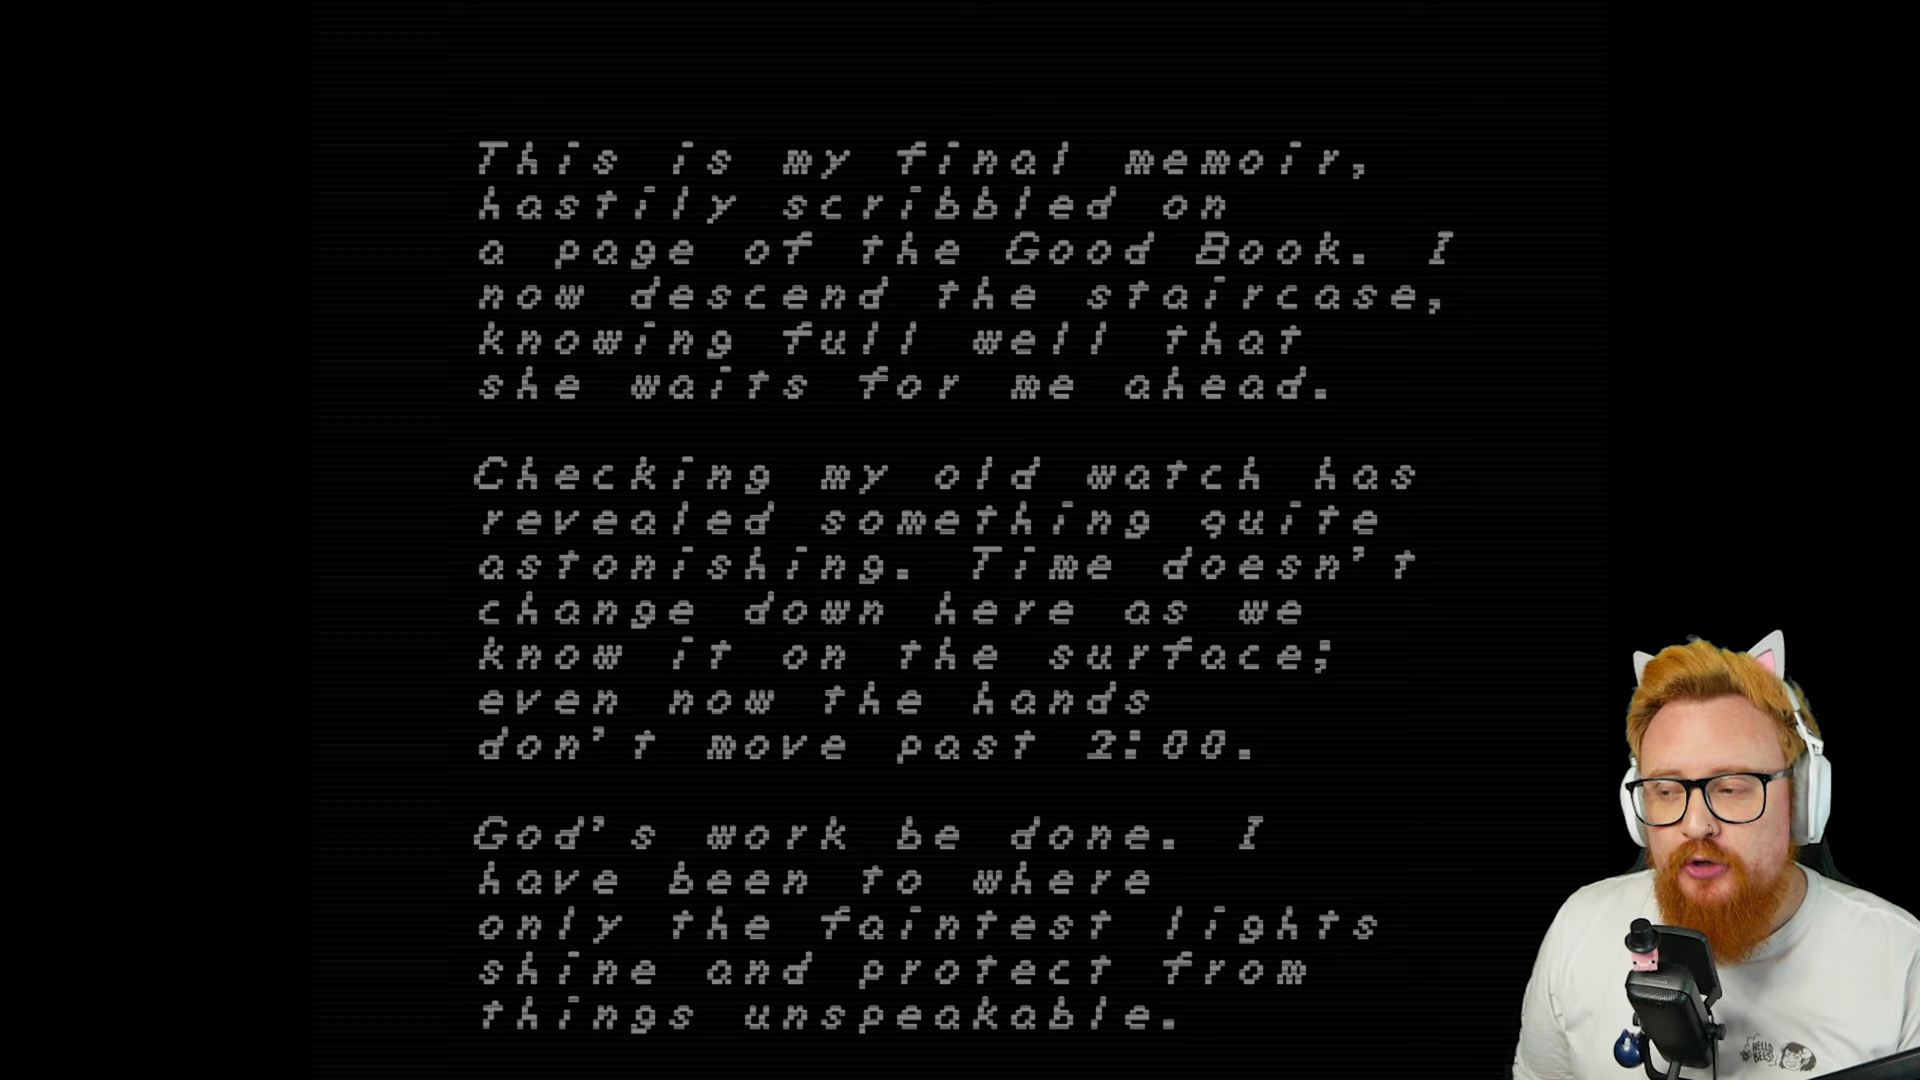 This is my final memoir,
hastily scribbled on
a page of the Good Book. I
now descend the staircase,
knowing full well that
she waits for me ahead.
Checking my old watch has
revealed something quite
astonishing. Time doesn't
change down here as we
know it on the surface;
even now the hands
don't move past 2:00.
God's work be done. I
have been to where
only the faintest lights
shine and protect from
things unspeakable.
HELLO
BEES